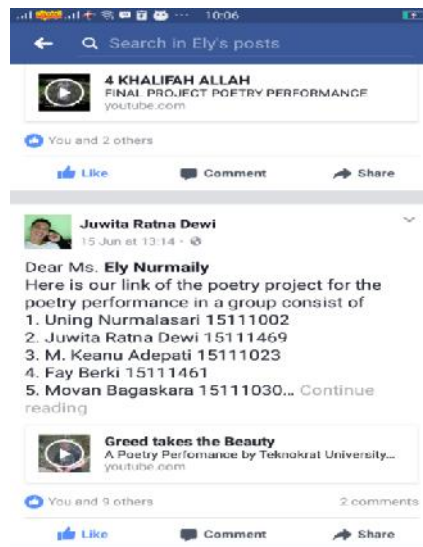 10:06
Search in Ely's posts
4 KHALIFAH ALLAH
FINAL PROJECT POETRY PERFORMANCE
youtube.com
You and 2 others
Like Comment Share
Juwita Ratna Dewi
15 Jun at 13:14 ·
Dear Ms. Ely Nurmaily
Here is our link of the poetry project for the
poetry performance in a group consist of
1. Uning Nurmalasari 15111002
2. Juwita Ratna Dewi 15111469
3. M. Keanu Adepati 15111023
4. Fay Berki 15111461
5. Movan Bagaskara 15111030... Continue
reading
Greed takes the Beauty
A Poetry Perfomance by Teknokrat University...
youtube.com
You and 9 others 2 comments
Like Comment Share